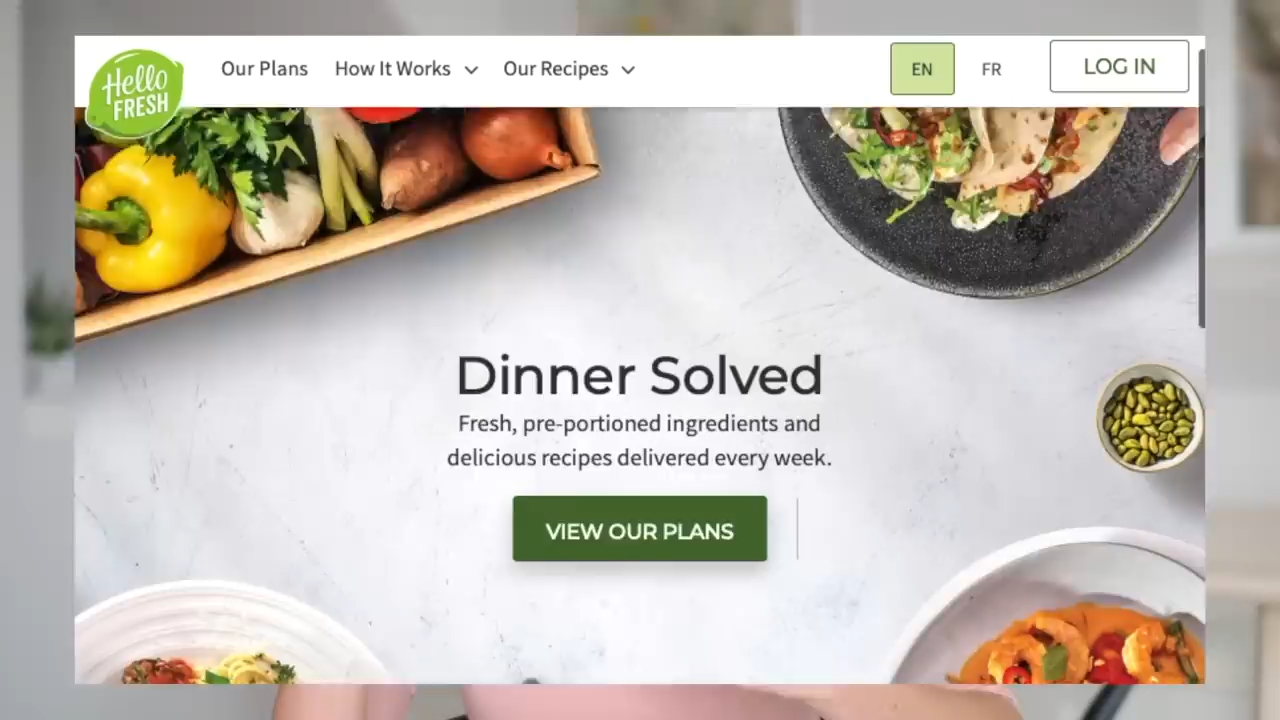 Hello
FRESH
Our Plans
How It Works
Our Recipes
EN
FR
LOG IN
Dinner Solved
Fresh, pre-portioned ingredients and
delicious recipes delivered every week.
VIEW OUR PLANS